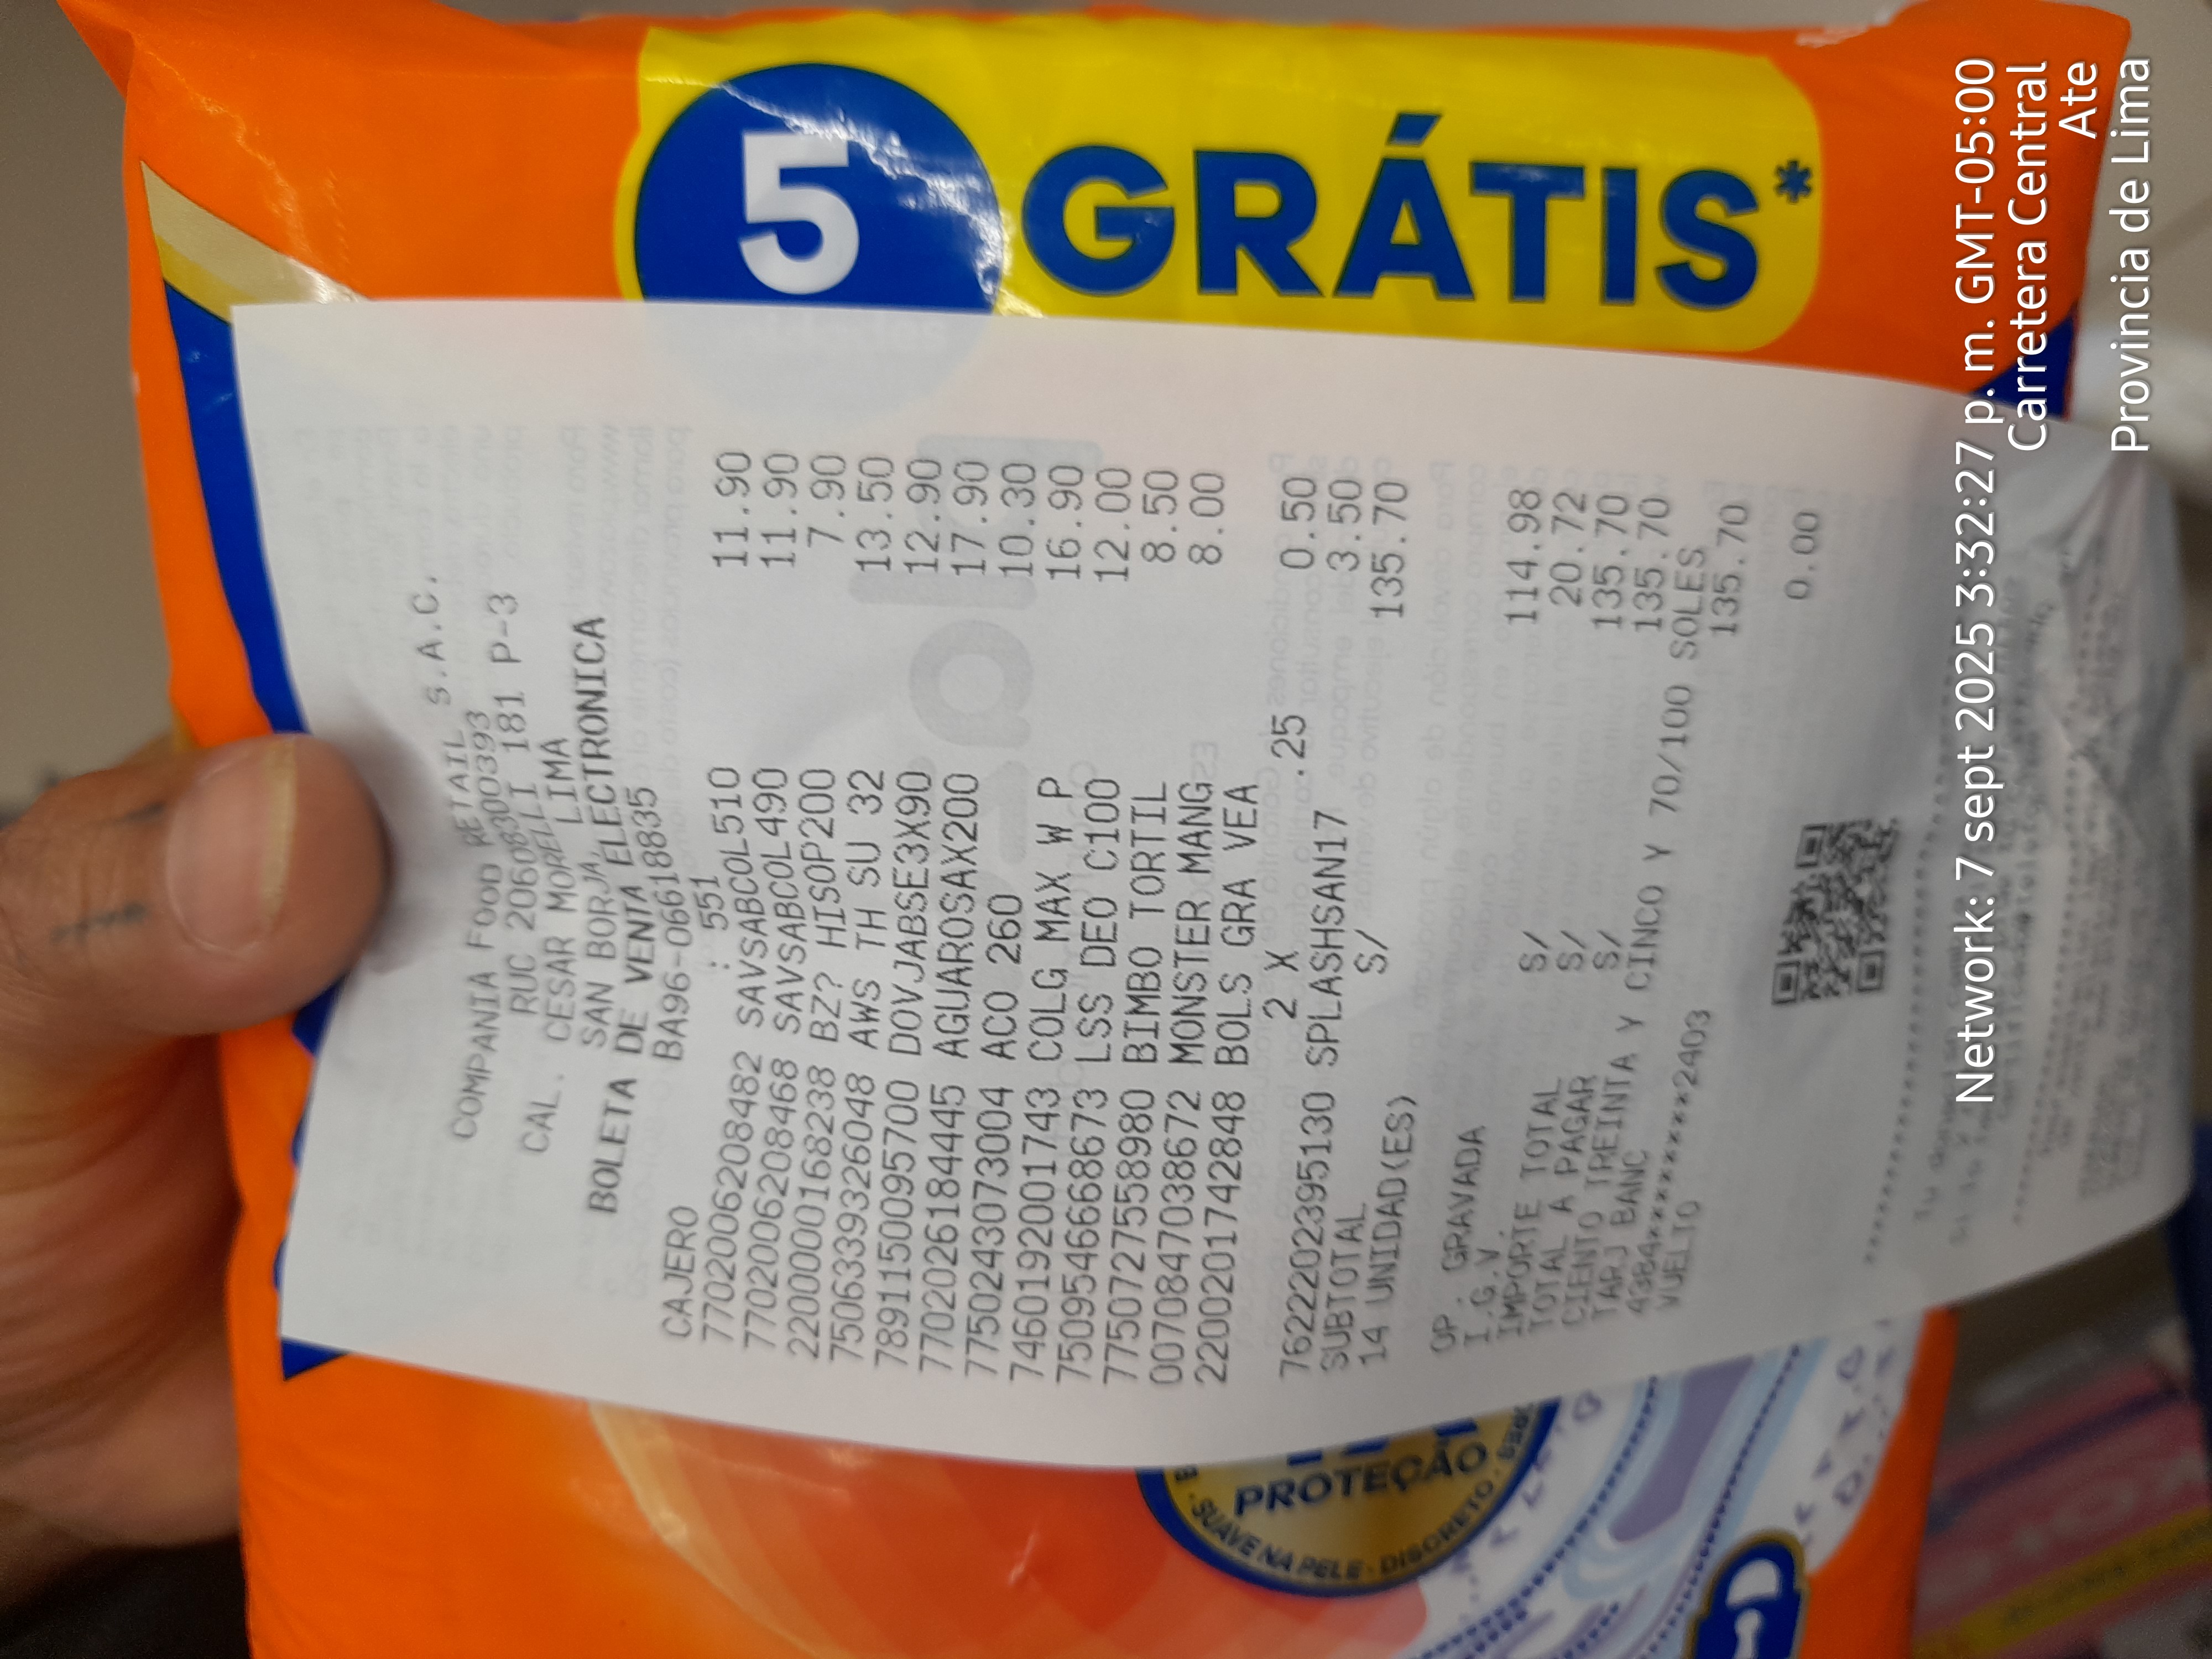 COMPANIA FOOD RETAIL S.A.C.
RUC 20608300393
CAL. CESAR MORELLI 181 P-3
SAN BORJA, LIMA
BOLETA DE VENTA ELECTRONICA
BA96-06618835
CAJERO : 551
7702006208482 SAVSABCOL510 11.90
7702006208468 SAVSABCOL490 11.90
2200000168238 BZ? HISOP200 7.90
7506339326048 AWS TH SU 32 13.50
7891150095700 DOVJABSE3X90 12.90
7702026184445 AGUAROSAX200 17.90
7750243073004 ACO 260 10.30
7460192001743 COLG MAX W P 16.90
7509546668673 LSS DEO C100 12.00
7750727558980 BIMBO TORTIL 8.50
0070847038672 MONSTER MANG 8.00
2200201742848 BOLS GRA VEA
2 X .25 0.50
7622202395130 SPLASHSAN17 3.50
SUBTOTAL S/ 135.70
14 UNIDAD(ES)
OP. GRAVADA S/ 114.98
I.G.V. S/ 20.72
IMPORTE TOTAL S/ 135.70
TOTAL A PAGAR 135.70
CIENTO TREINTA Y CINCO Y 70/100 SOLES
TARJ BANC 135.70
4384********2403
VUELTO 0.00
5 GRÁTIS*
PROTEÇÃO
SUAVE NA PELE · DISCRETO ·
Network: 7 sept 2025 3:32:27 p. m. GMT-05:00
Carretera Central
Ate
Provincia de Lima